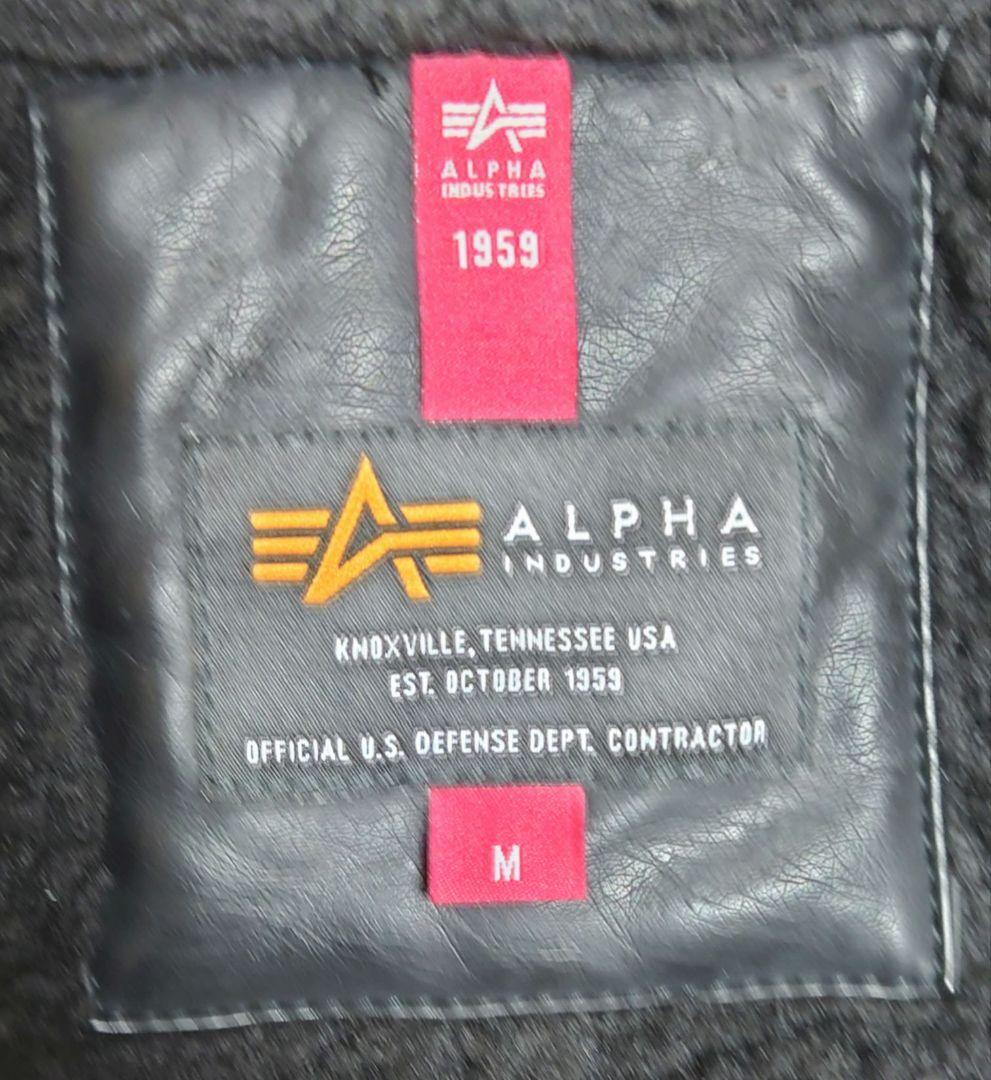 ALPHA
INDUSTRIES
1959
ALPHA
INDUSTRIES
KNOXVILLE, TENNESSEE USA
EST. OCTOBER 1959
OFFICIAL U.S. DEFENSE DEPT. CONTRACTOR
M